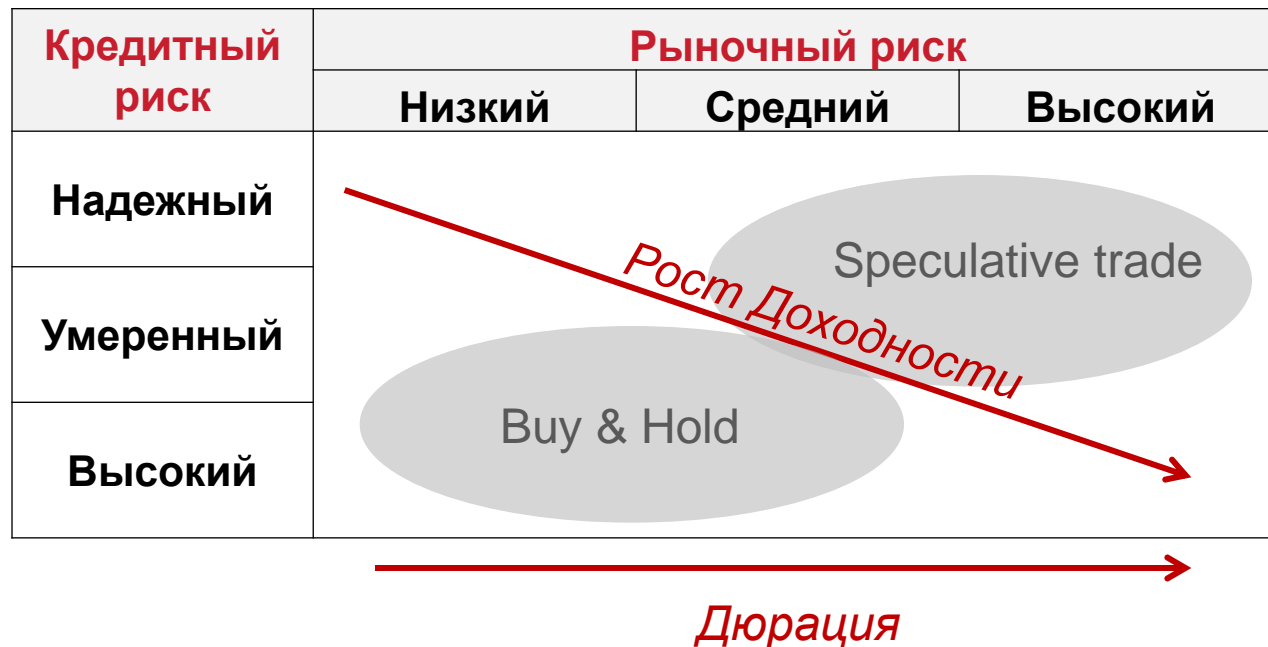 Кредитный
риск
Рыночный риск
Низкий
Средний
Высокий
Надежный
Умеренный
Высокий
Speculative trade
Рост Доходности
Buy & Hold
Дюрация